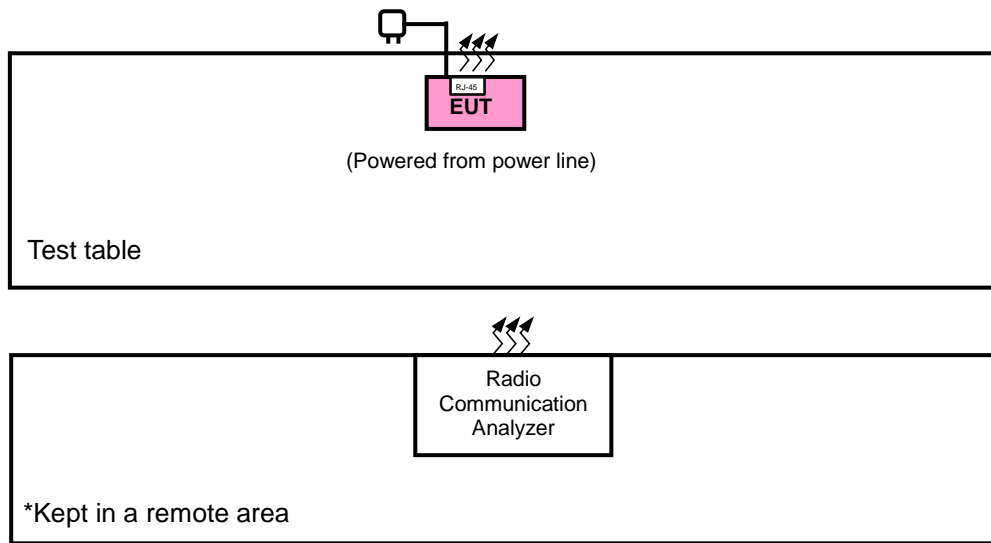 RJ-45
EUT
(Powered from power line)
Test table
Radio
Communication
Analyzer
*Kept in a remote area